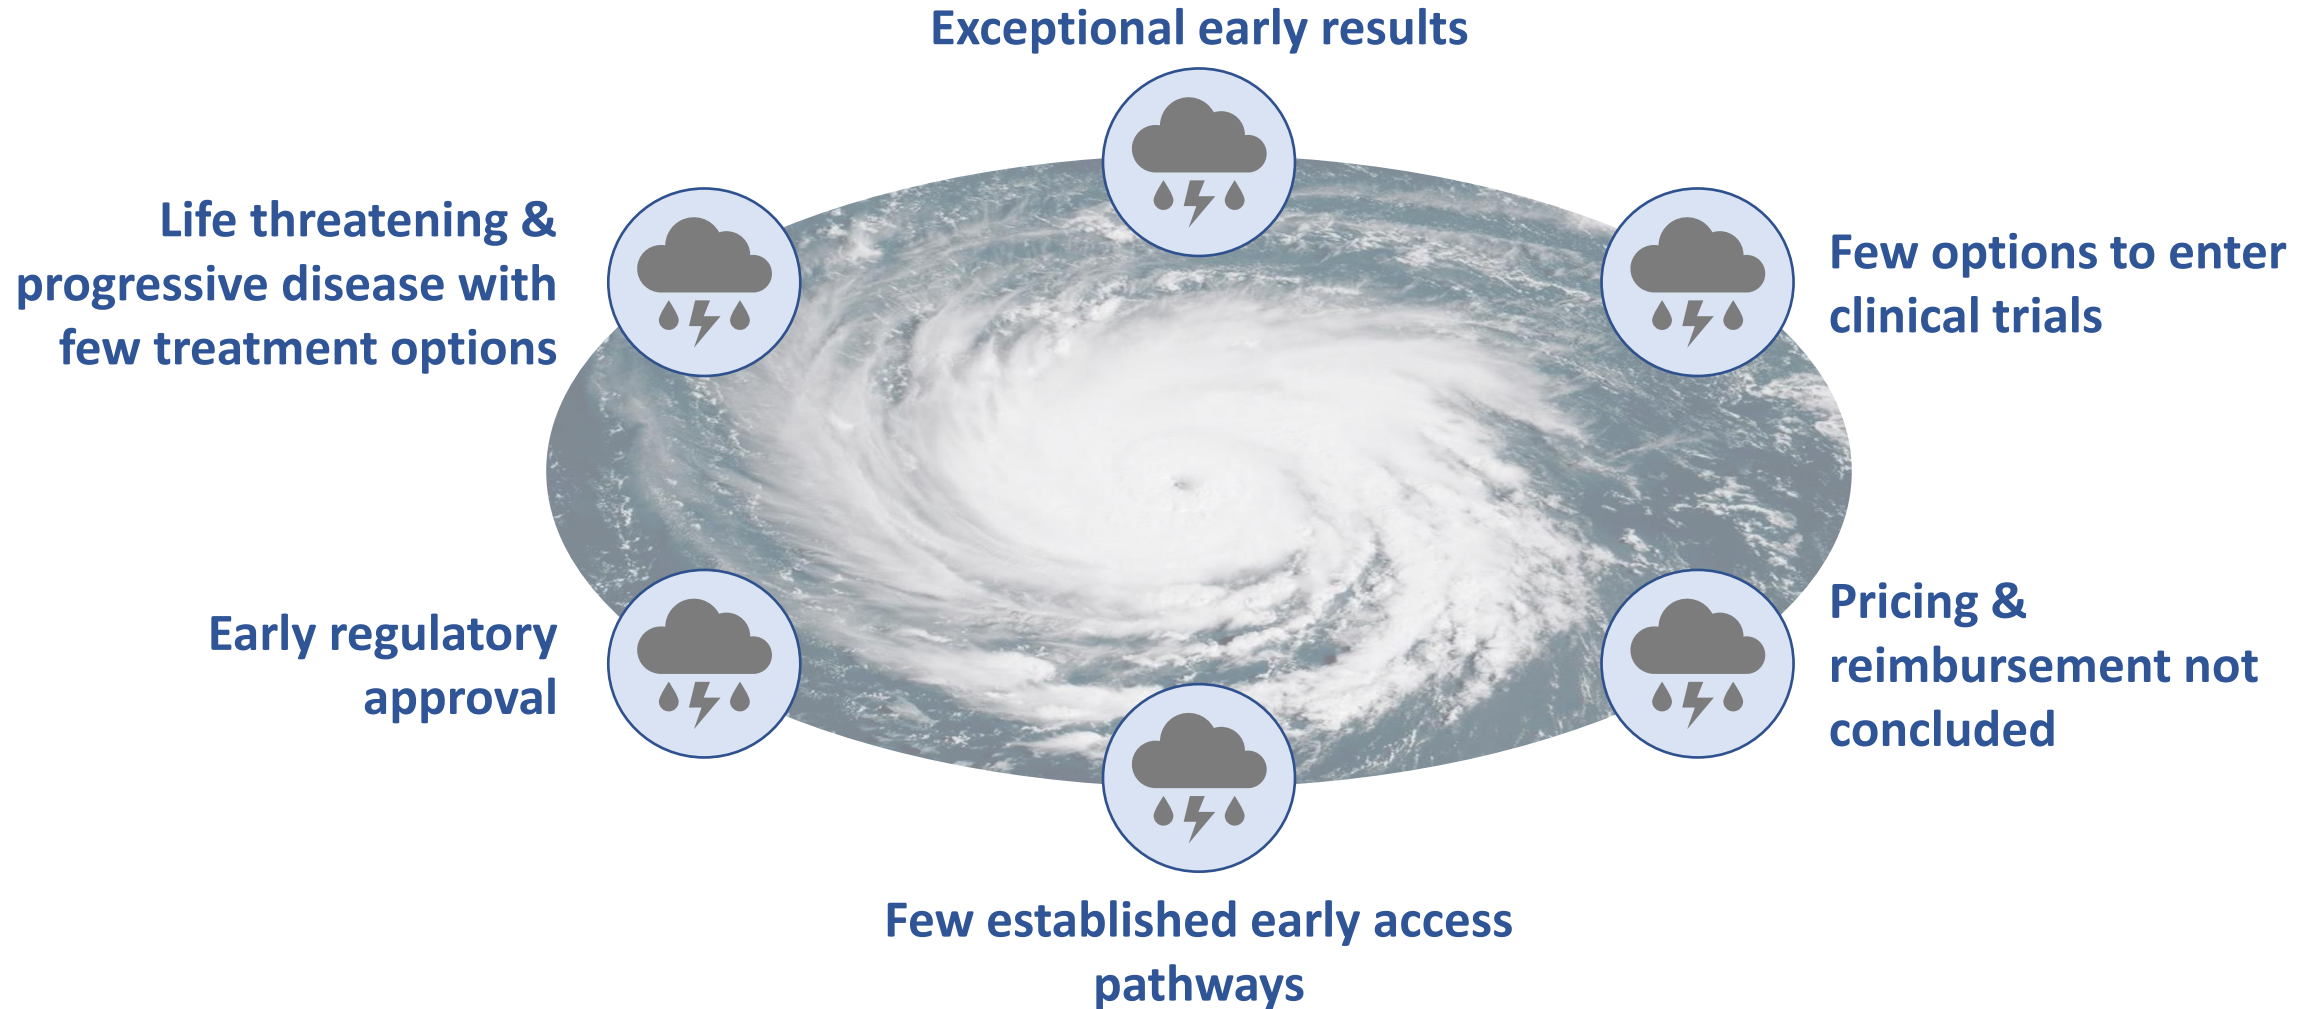 Exceptional early results
Life threatening &
progressive disease with
few treatment options
Few options to enter
clinical trials
Early regulatory
approval
Pricing &
reimbursement not
concluded
Few established early access
pathways